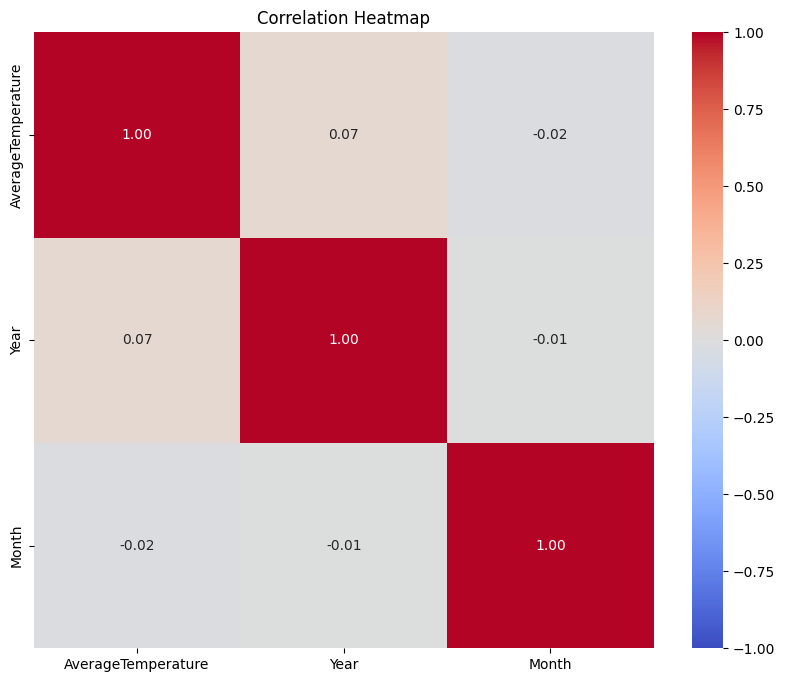 Correlation Heatmap
AverageTemperature
1.00
0.07
-0.02
Year
0.07
1.00
-0.01
Month
-0.02
-0.01
1.00
AverageTemperature
Year
Month
1.00
0.75
0.50
0.25
0.00
−0.25
−0.50
−0.75
−1.00